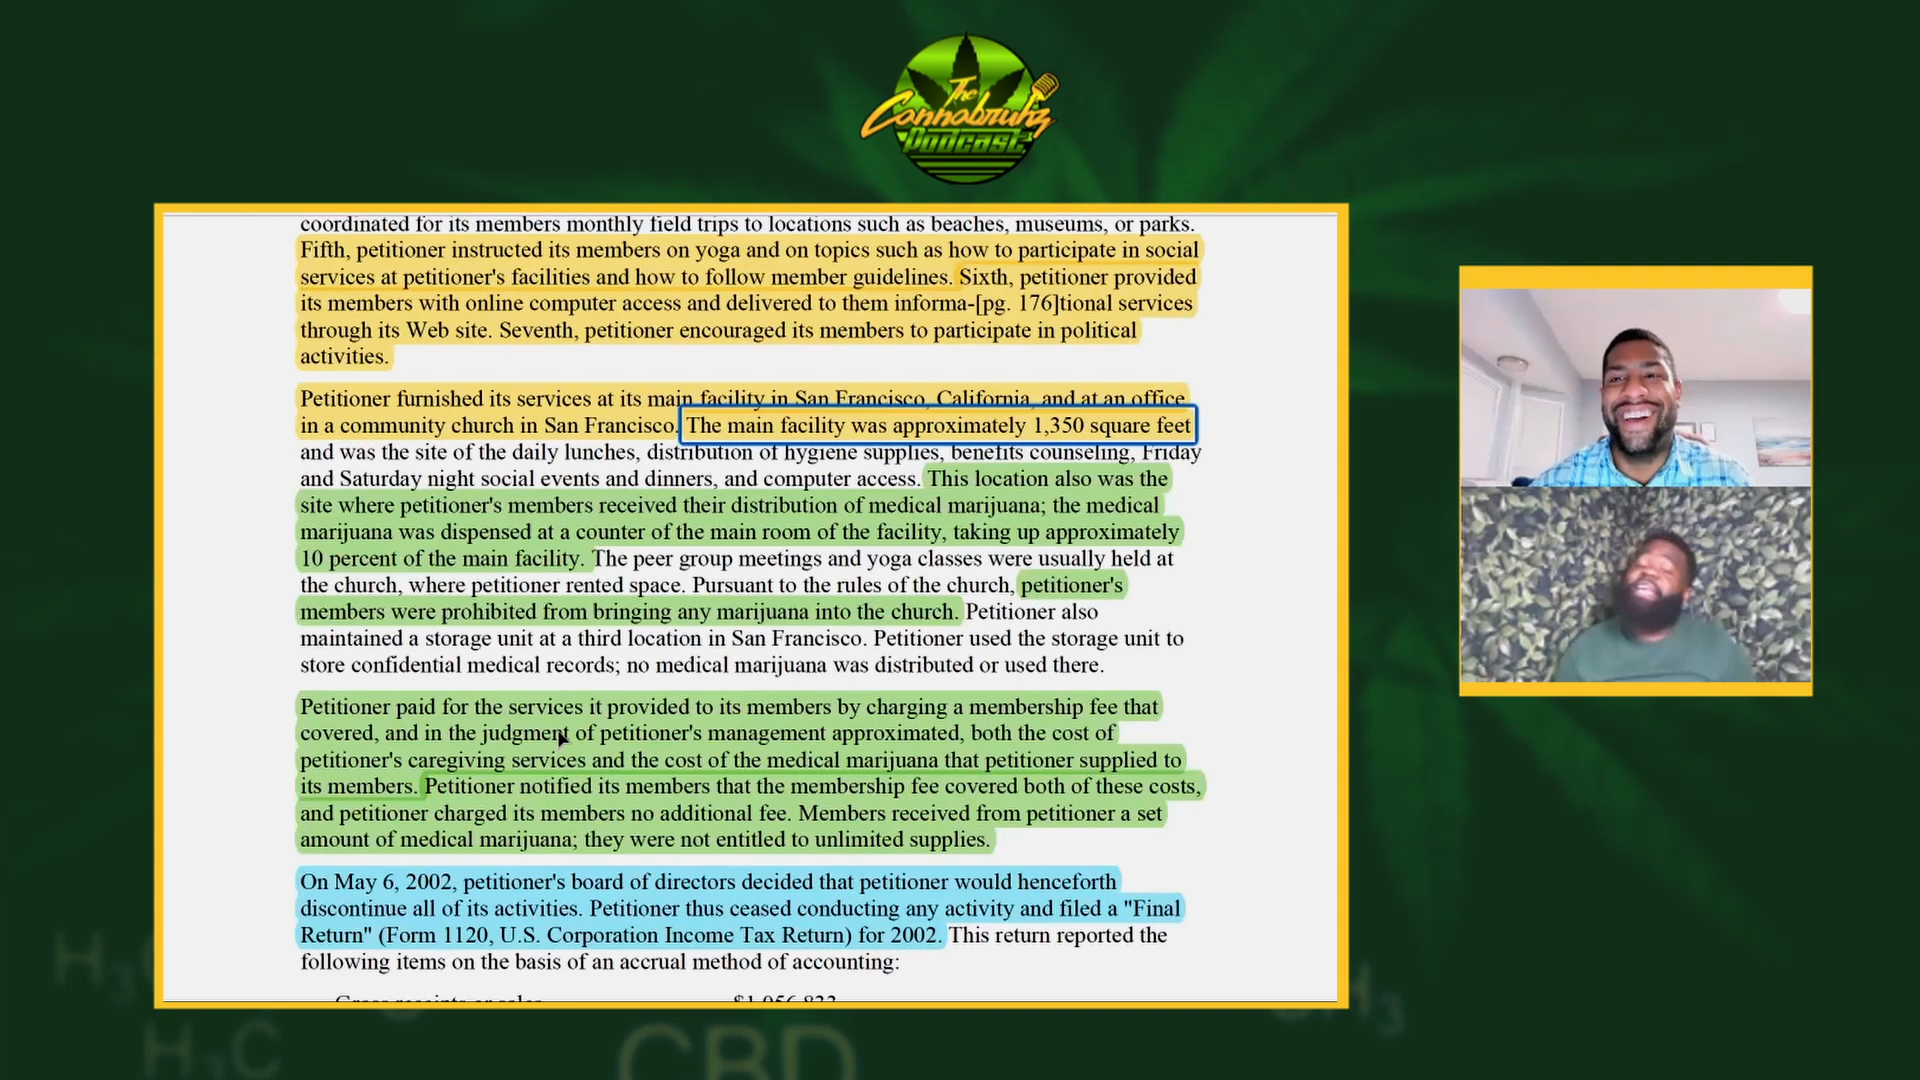 The
Cannabruhz
Podcast
coordinated for its members monthly field trips to locations such as beaches, museums, or parks.
Fifth, petitioner instructed its members on yoga and on topics such as how to participate in social
services at petitioner's facilities and how to follow member guidelines. Sixth, petitioner provided
its members with online computer access and delivered to them informa-[pg. 176]tional services
through its Web site. Seventh, petitioner encouraged its members to participate in political
activities.
Petitioner furnished its services at its main facility in San Francisco, California, and at an office
in a community church in San Francisco. The main facility was approximately 1,350 square feet
and was the site of the daily lunches, distribution of hygiene supplies, benefits counseling, Friday
and Saturday night social events and dinners, and computer access. This location also was the
site where petitioner's members received their distribution of medical marijuana; the medical
marijuana was dispensed at a counter of the main room of the facility, taking up approximately
10 percent of the main facility. The peer group meetings and yoga classes were usually held at
the church, where petitioner rented space. Pursuant to the rules of the church, petitioner's
members were prohibited from bringing any marijuana into the church. Petitioner also
maintained a storage unit at a third location in San Francisco. Petitioner used the storage unit to
store confidential medical records; no medical marijuana was distributed or used there.
Petitioner paid for the services it provided to its members by charging a membership fee that
covered, and in the judgment of petitioner's management approximated, both the cost of
petitioner's caregiving services and the cost of the medical marijuana that petitioner supplied to
its members. Petitioner notified its members that the membership fee covered both of these costs,
and petitioner charged its members no additional fee. Members received from petitioner a set
amount of medical marijuana; they were not entitled to unlimited supplies.
On May 6, 2002, petitioner's board of directors decided that petitioner would henceforth
discontinue all of its activities. Petitioner thus ceased conducting any activity and filed a "Final
Return" (Form 1120, U.S. Corporation Income Tax Return) for 2002. This return reported the
following items on the basis of an accrual method of accounting:
Gross receipts or sales $1,056,833
H₃C
H₃C
CBD